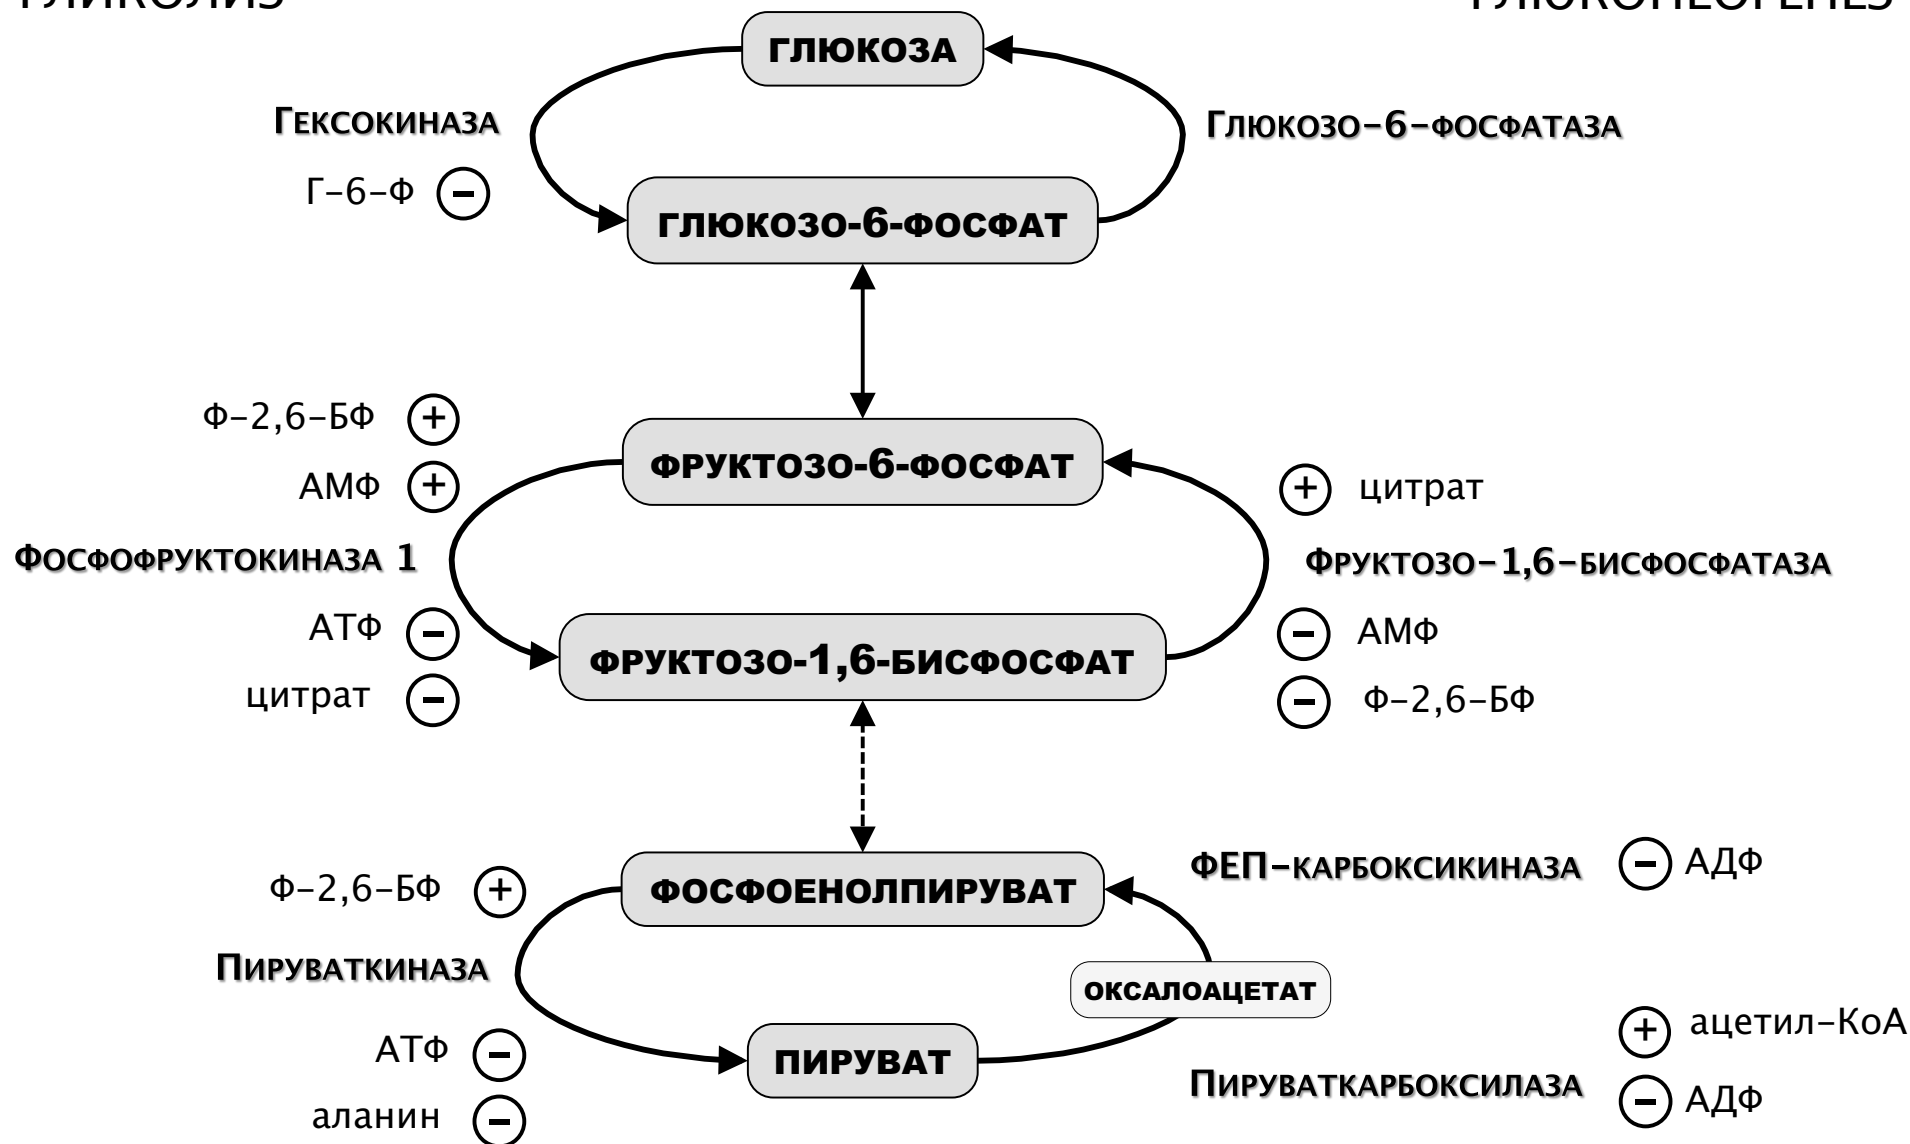 ГЛИКОЛИЗ
ГЛЮКОНЕОГЕНЕЗ
ГЛЮКОЗА
ГЕКСОКИНАЗА
ГЛЮКОЗО-6-ФОСФАТАЗА
Г-6-Ф −
ГЛЮКОЗО-6-ФОСФАТ
Ф-2,6-БФ +
АМФ +
ФРУКТОЗО-6-ФОСФАТ
+ цитрат
ФОСФОФРУКТОКИНАЗА 1
ФРУКТОЗО-1,6-БИСФОСФАТАЗА
АТФ −
− АМФ
ФРУКТОЗО-1,6-БИСФОСФАТ
цитрат −
− Ф-2,6-БФ
ФОСФОЕНОЛПИРУВАТ
ФЕП-КАРБОКСИКИНАЗА − АДФ
Ф-2,6-БФ +
ПИРУВАТКИНАЗА
ОКСАЛОАЦЕТАТ
+ ацетил-КоА
АТФ −
ПИРУВАТ
ПИРУВАТКАРБОКСИЛАЗА
− АДФ
аланин −